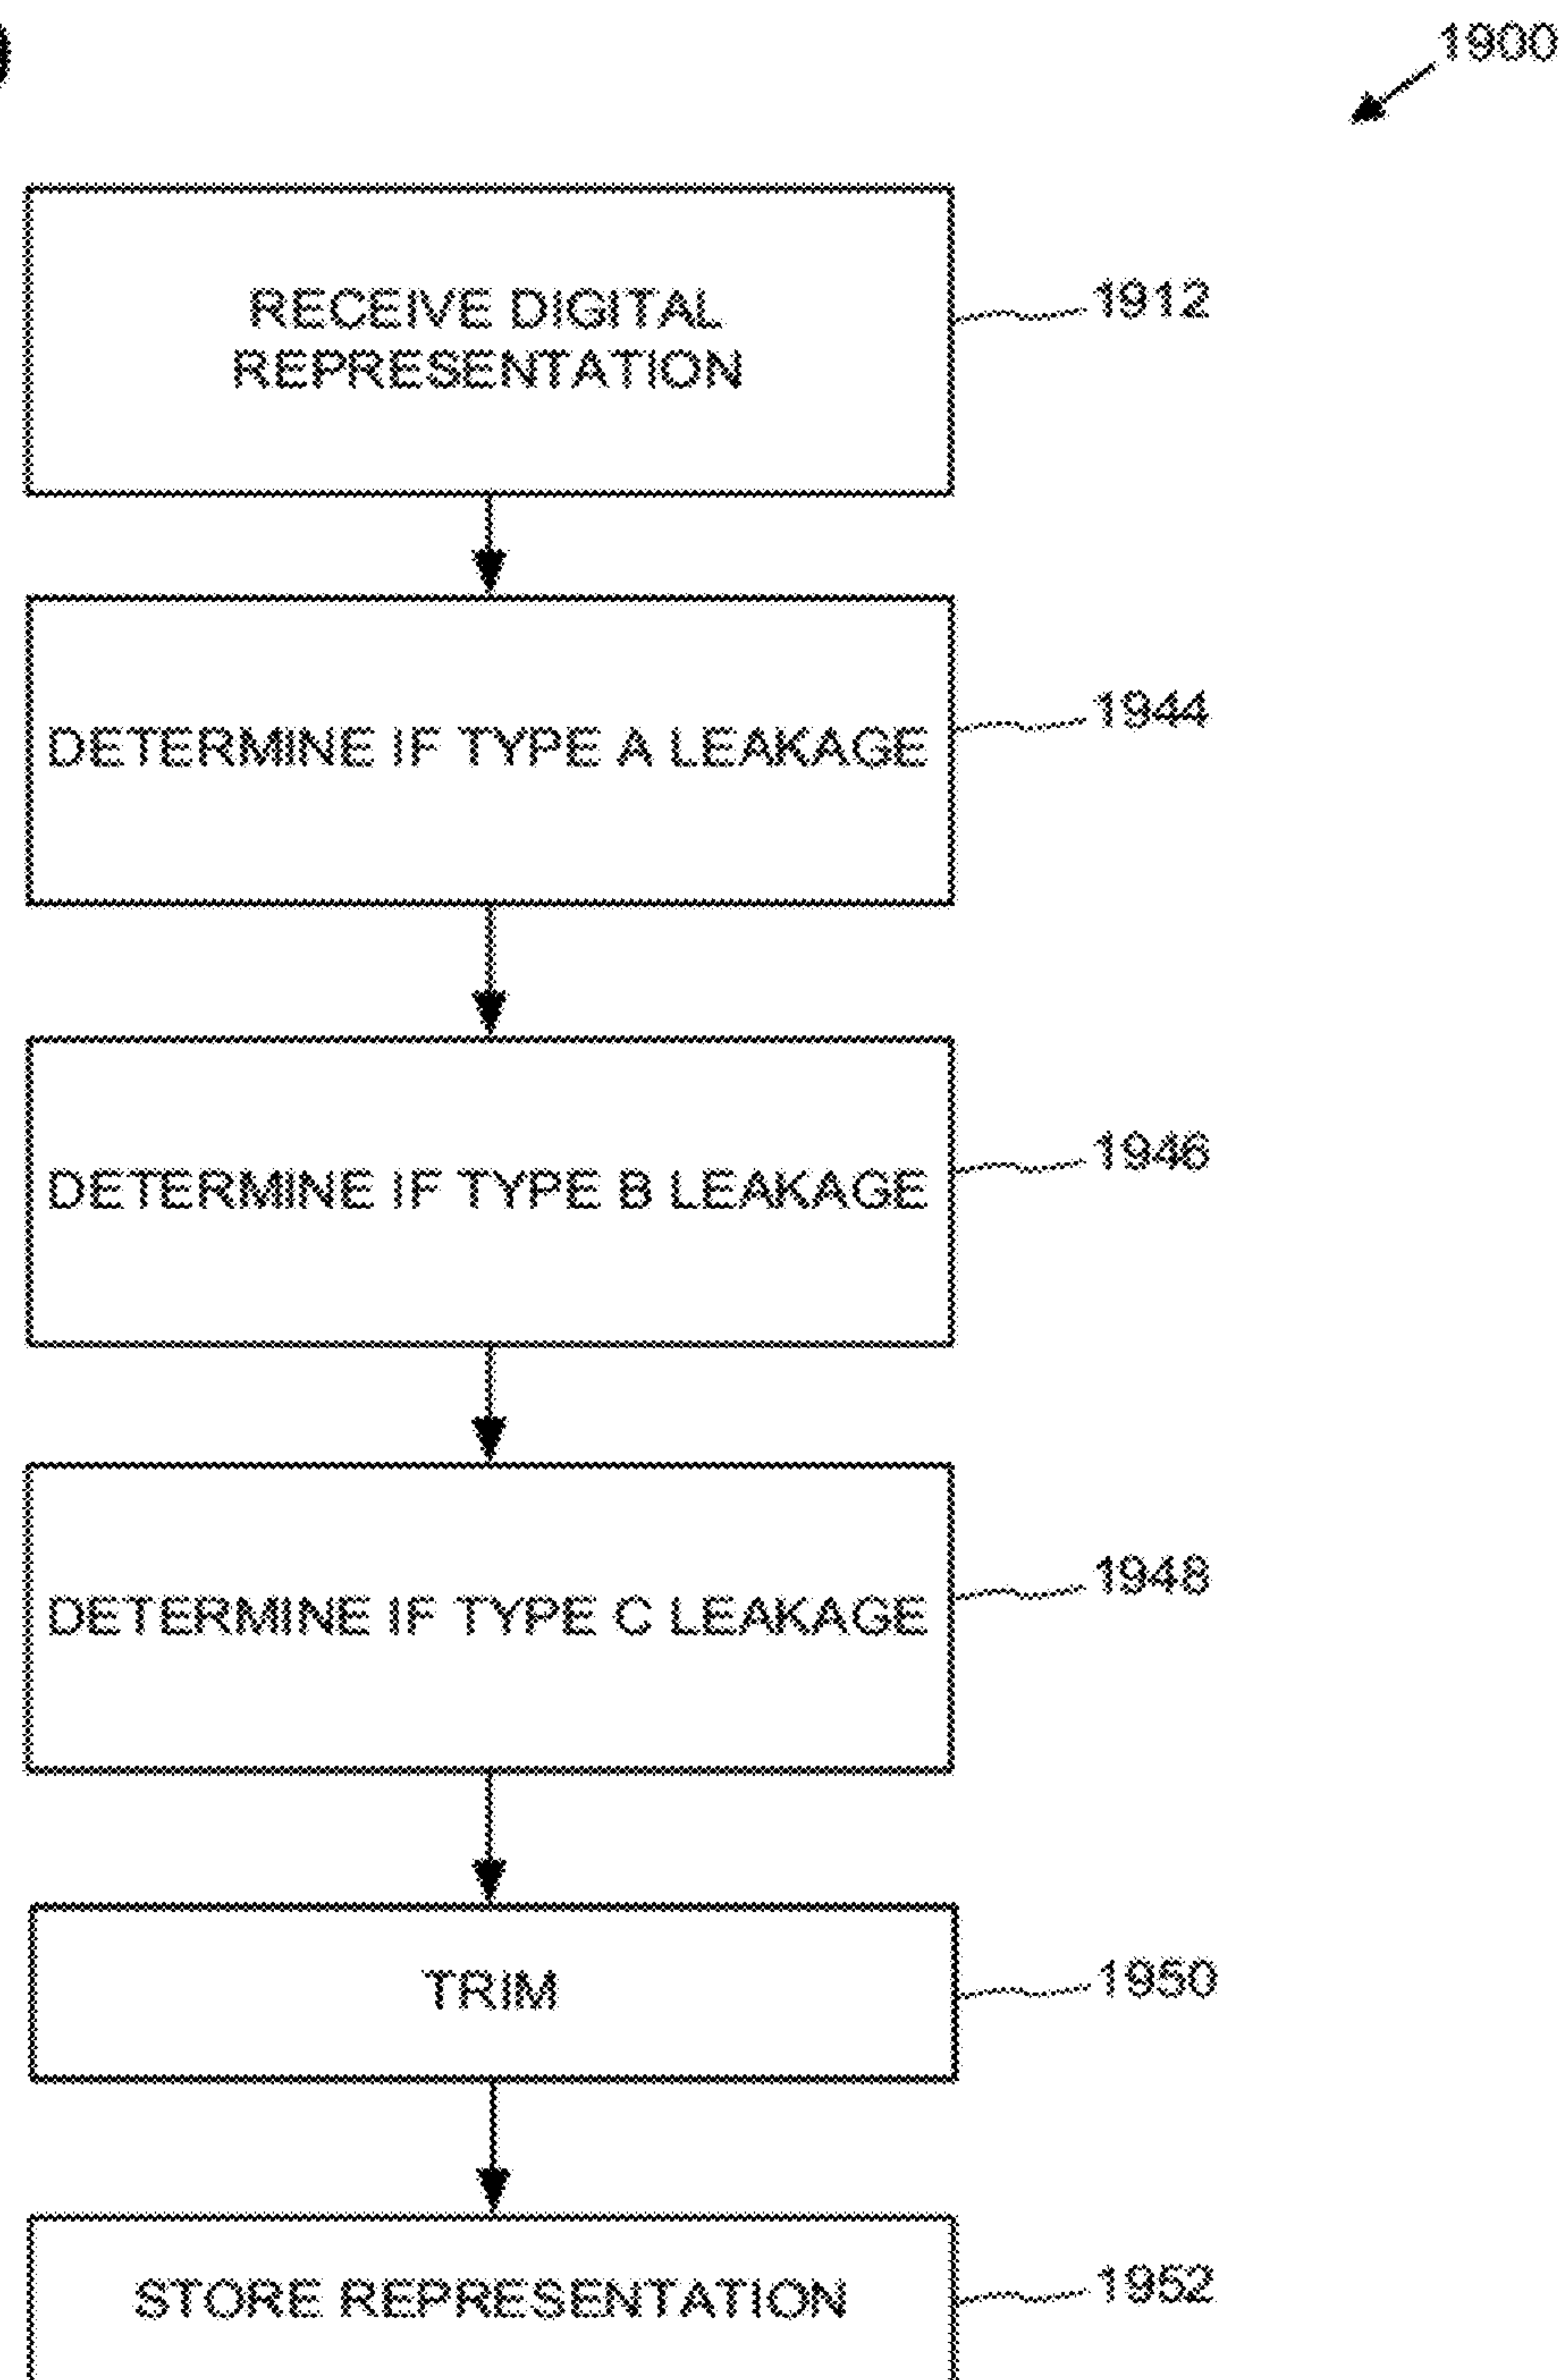 1900
RECEIVE DIGITAL
REPRESENTATION
1912
DETERMINE IF TYPE A LEAKAGE
1944
DETERMINE IF TYPE B LEAKAGE
1946
DETERMINE IF TYPE C LEAKAGE
1948
TRIM
1950
STORE REPRESENTATION
1952